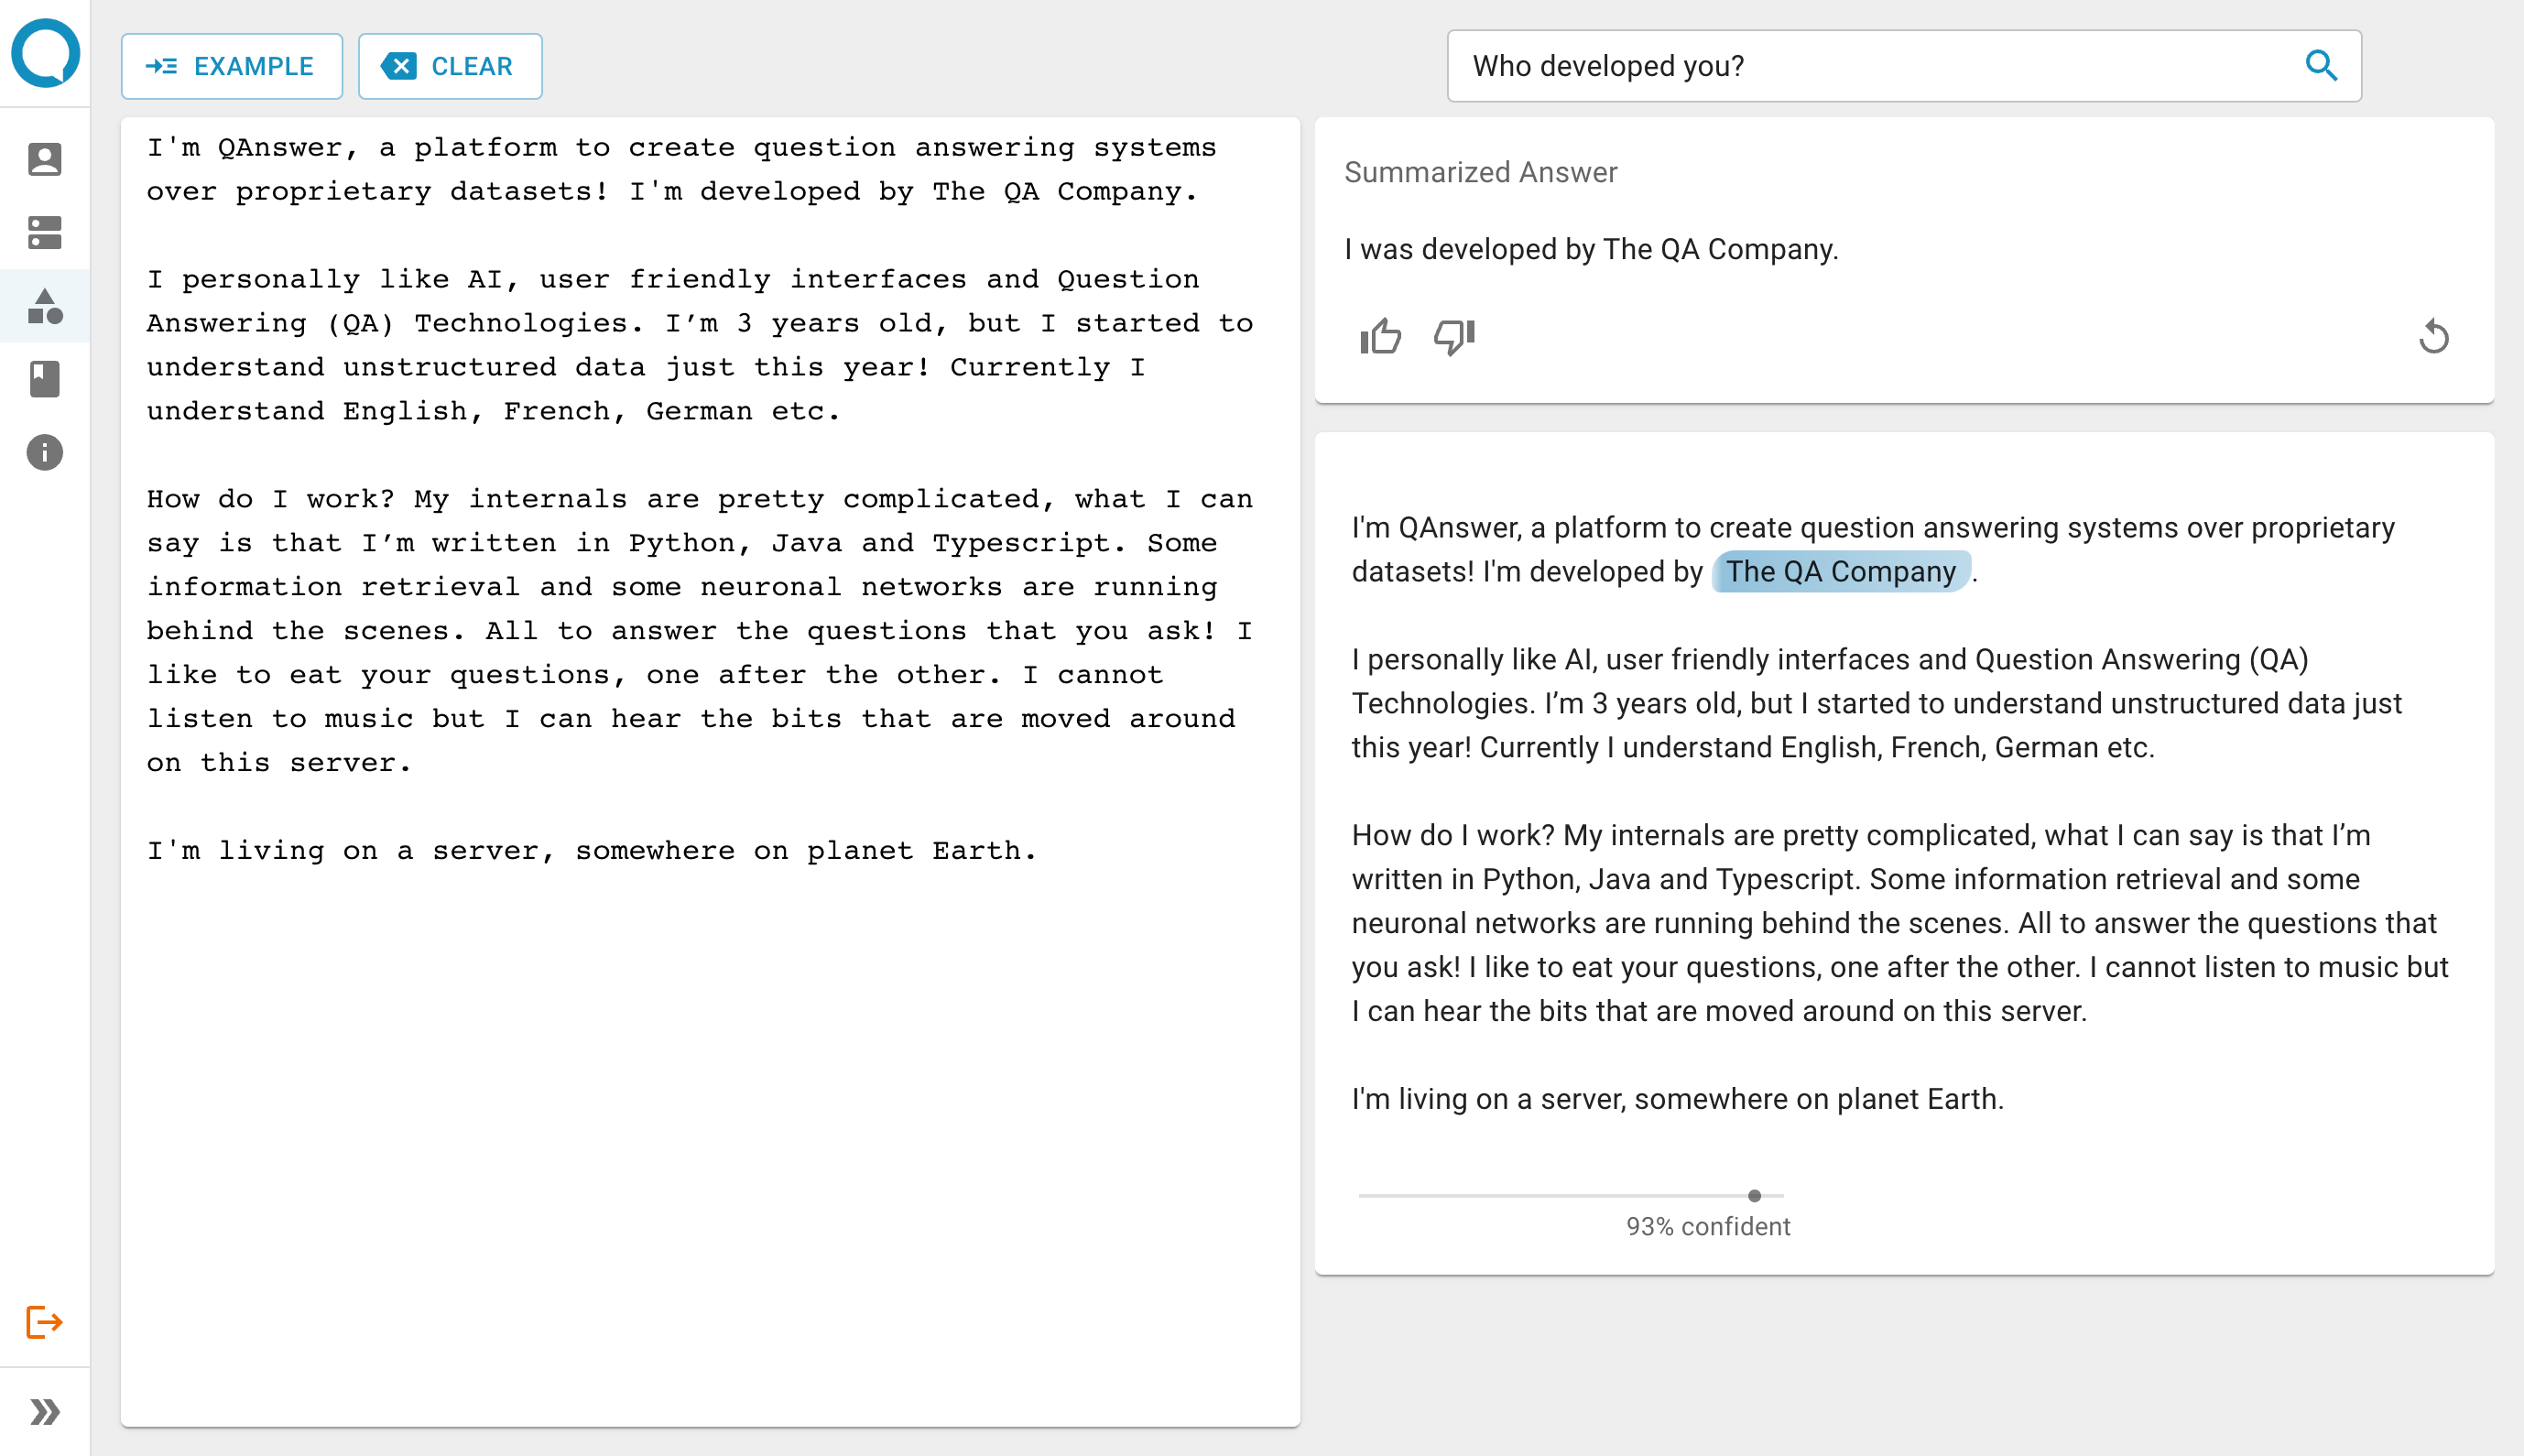 EXAMPLE
CLEAR
Who developed you?
I'm QAnswer, a platform to create question answering systems
over proprietary datasets! I'm developed by The QA Company.
I personally like AI, user friendly interfaces and Question
Answering (QA) Technologies. I’m 3 years old, but I started to
understand unstructured data just this year! Currently I
understand English, French, German etc.
How do I work? My internals are pretty complicated, what I can
say is that I’m written in Python, Java and Typescript. Some
information retrieval and some neuronal networks are running
behind the scenes. All to answer the questions that you ask! I
like to eat your questions, one after the other. I cannot
listen to music but I can hear the bits that are moved around
on this server.
I'm living on a server, somewhere on planet Earth.
Summarized Answer
I was developed by The QA Company.
I'm QAnswer, a platform to create question answering systems over proprietary
datasets! I'm developed by The QA Company.
I personally like AI, user friendly interfaces and Question Answering (QA)
Technologies. I’m 3 years old, but I started to understand unstructured data just
this year! Currently I understand English, French, German etc.
How do I work? My internals are pretty complicated, what I can say is that I’m
written in Python, Java and Typescript. Some information retrieval and some
neuronal networks are running behind the scenes. All to answer the questions that
you ask! I like to eat your questions, one after the other. I cannot listen to music but
I can hear the bits that are moved around on this server.
I'm living on a server, somewhere on planet Earth.
93% confident